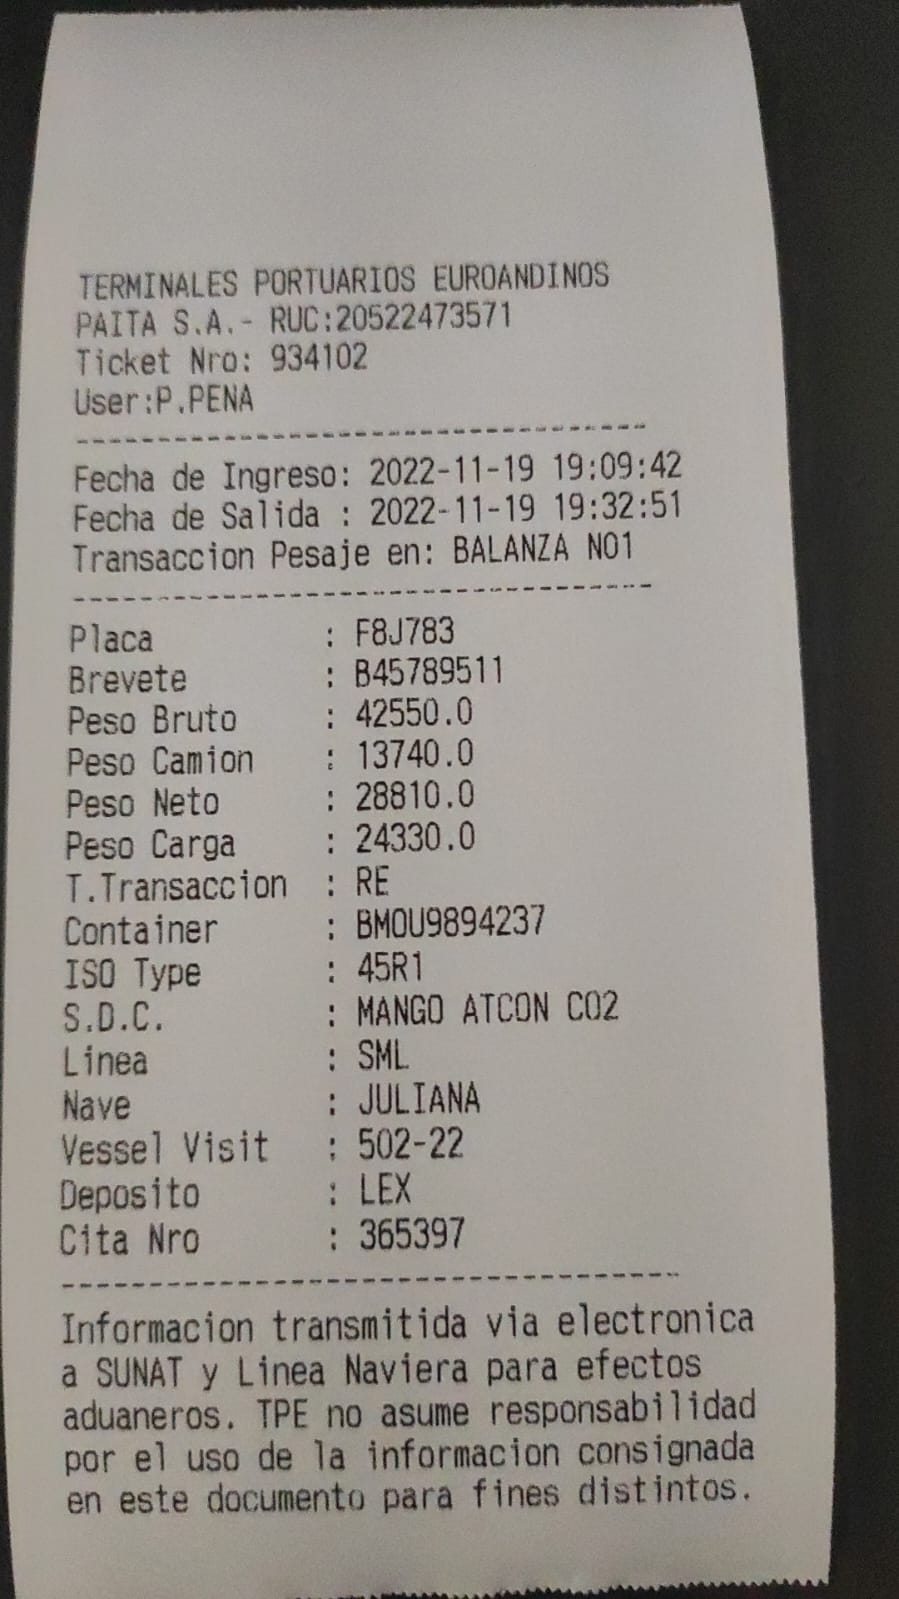 TERMINALES PORTUARIOS EUROANDINOS
PAITA S.A.- RUC:20522473571
Ticket Nro: 934102
User:P.PENA
-----------------------------------
Fecha de Ingreso: 2022-11-19 19:09:42
Fecha de Salida : 2022-11-19 19:32:51
Transaccion Pesaje en: BALANZA NO1
-----------------------------------
Placa : F8J783
Brevete : B45789511
Peso Bruto : 42550.0
Peso Camion : 13740.0
Peso Neto : 28810.0
Peso Carga : 24330.0
T.Transaccion : RE
Container : BMOU9894237
ISO Type : 45R1
S.D.C. : MANGO ATCON CO2
Linea : SML
Nave : JULIANA
Vessel Visit : 502-22
Deposito : LEX
Cita Nro : 365397
-----------------------------------
Informacion transmitida via electronica
a SUNAT y Linea Naviera para efectos
aduaneros. TPE no asume responsabilidad
por el uso de la informacion consignada
en este documento para fines distintos.